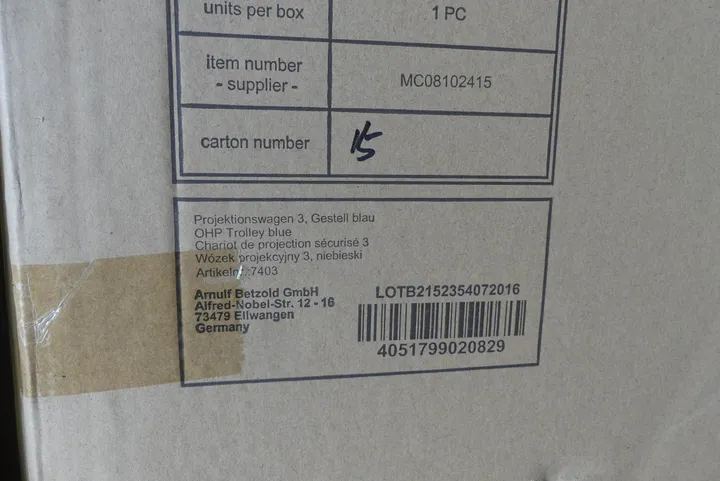 units per box 1 PC
item number
- supplier - MC08102415
carton number 15
Projektionswagen 3, Gestell blau
OHP Trolley blue
Chariot de projection sécurisé 3
Wózek projekcyjny 3, niebieski
Artikelnr.:7403
Arnulf Betzold GmbH
Alfred-Nobel-Str. 12 - 16
73479 Ellwangen
Germany
LOTB2152354072016
4051799020829